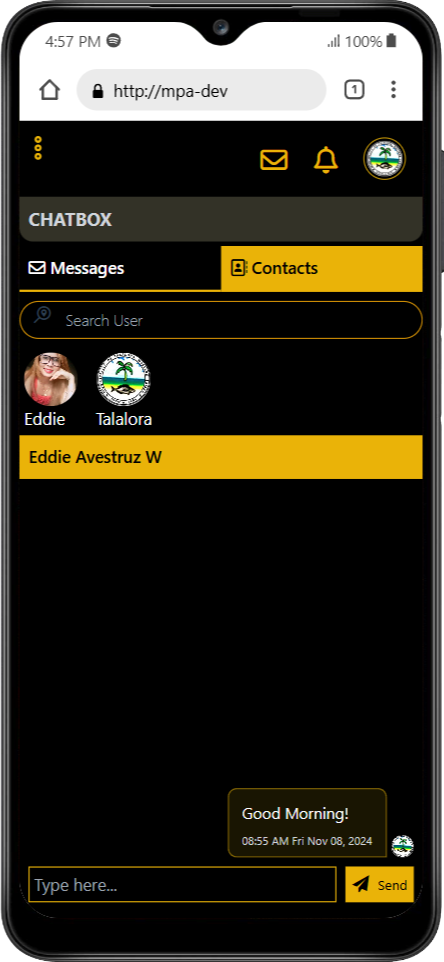 4:57 PM
100%
http://mpa-dev
1
CHATBOX
Messages
Contacts
Search User
Eddie
Talalora
Eddie Avestruz W
Good Morning!
08:55 AM Fri Nov 08, 2024
Type here...
Send